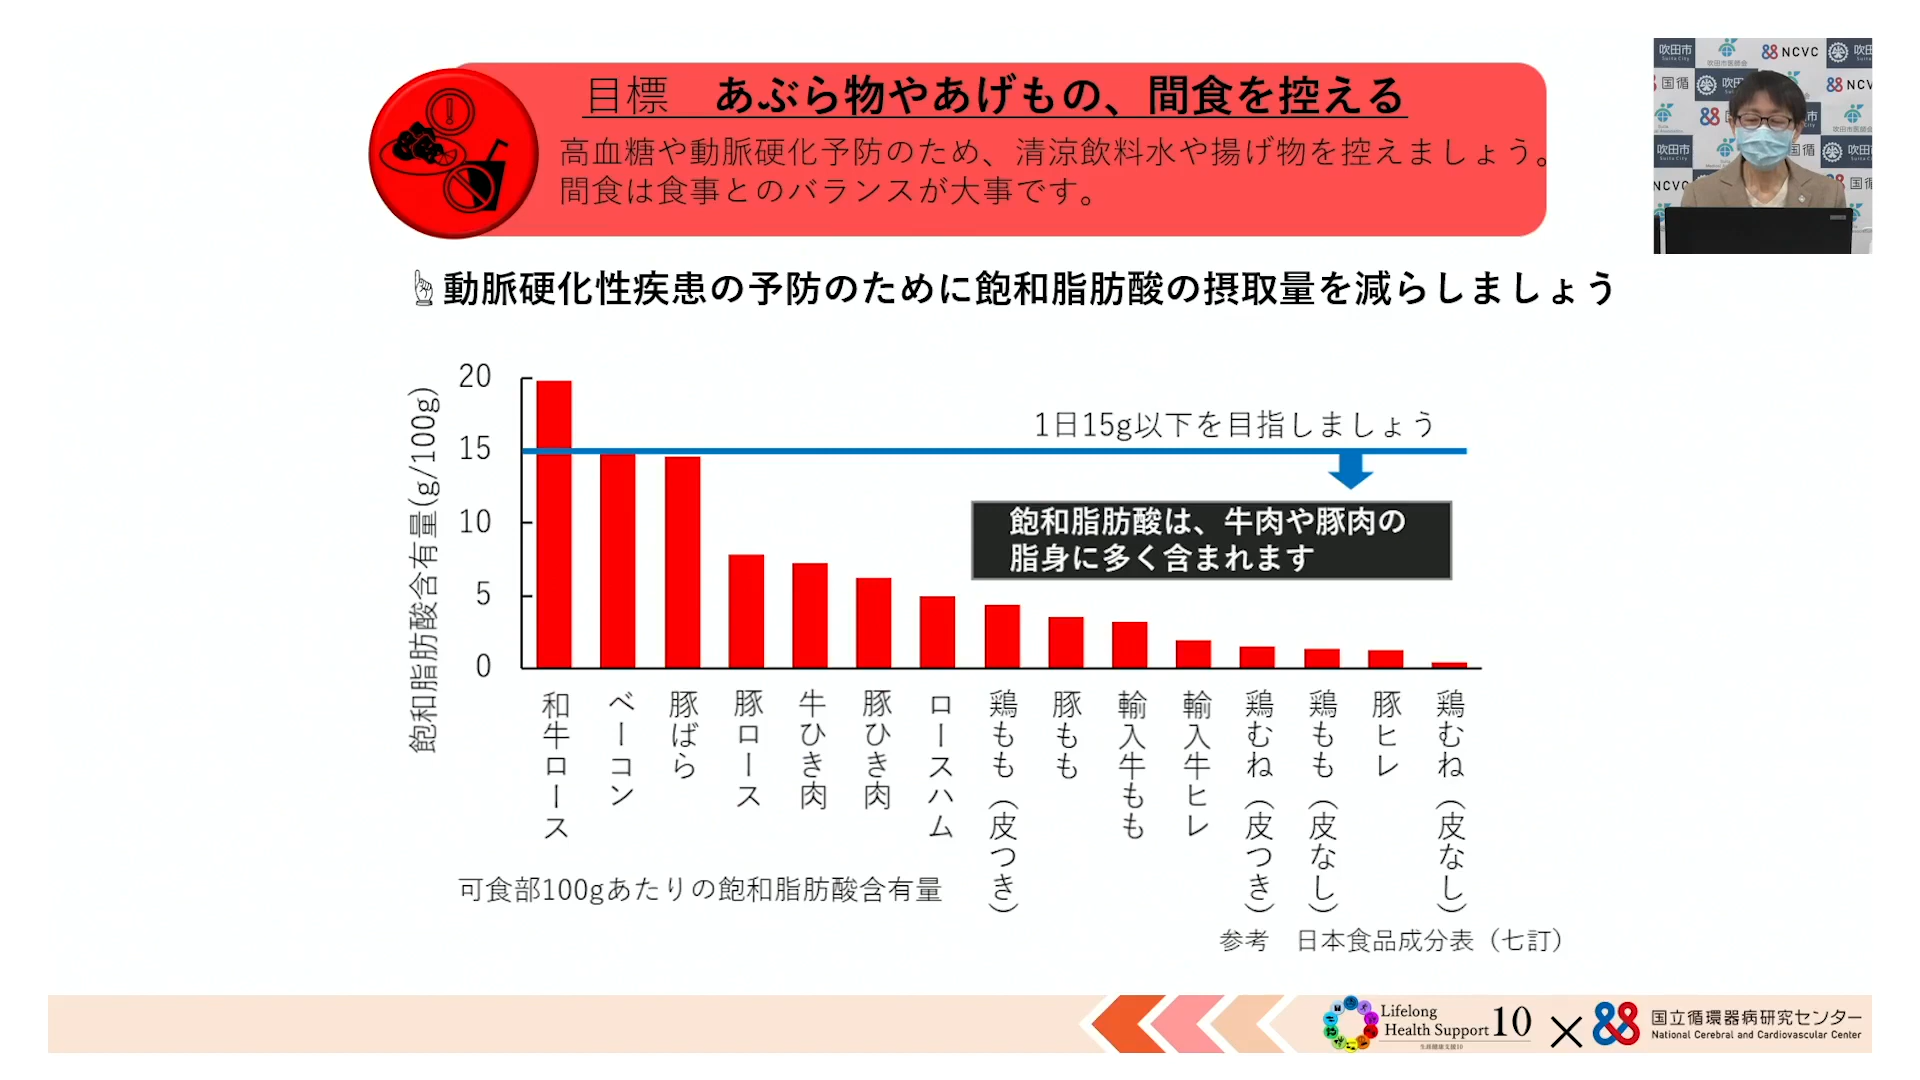 目標　あぶら物やあげもの、間食を控える
高血糖や動脈硬化予防のため、清涼飲料水や揚げ物を控えましょう。
間食は食事とのバランスが大事です。
☝動脈硬化性疾患の予防のために飽和脂肪酸の摂取量を減らしましょう
飽和脂肪酸含有量(g/100g)
20
15
10
5
0
1日15g以下を目指しましょう
飽和脂肪酸は、牛肉や豚肉の
脂身に多く含まれます
和牛ロース
ベーコン
豚ばら
豚ロース
牛ひき肉
豚ひき肉
ロースハム
鶏もも（皮つき）
豚もも
輸入牛もも
輸入牛ヒレ
鶏むね（皮つき）
鶏もも（皮なし）
豚ヒレ
鶏むね（皮なし）
可食部100gあたりの飽和脂肪酸含有量
参考　日本食品成分表（七訂）
吹田市
Suita City
吹田市医師会
NCVC
国循
Lifelong
Health Support 10
生涯健康支援10
×
国立循環器病研究センター
National Cerebral and Cardiovascular Center